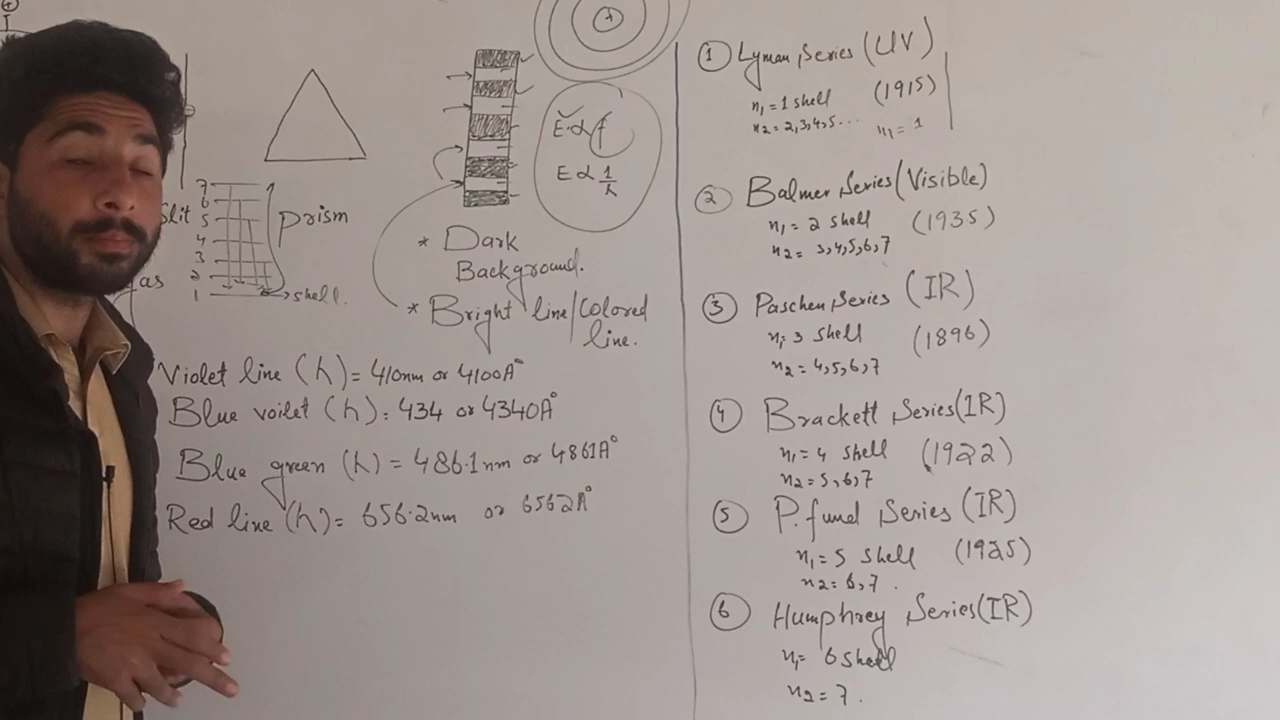 +
7
6
5
4
3
2
1
Slit
prism
gas
shell.
E ∝ f
E ∝ 1/λ
* Dark
Background.
* Bright line/Colored
line.
Violet line (λ) = 410nm or 4100A°
Blue voilet (λ) = 434 or 4340A°
Blue green (λ) = 486.1nm or 4861A°
Red line (λ) = 656.2nm or 6562A°
① Lyman Series (UV)
n₁ = 1 shell (1915)
n₂ = 2,3,4,5... n₁ = 1
② Balmer Series (Visible)
n₁ = 2 shell (1935)
n₂ = 3,4,5,6,7
③ Paschen Series (IR)
n₁ 3 shell (1896)
n₂ = 4,5,6,7
④ Brackett Series (IR)
n₁ = 4 shell (1922)
n₂ = 5,6,7
⑤ P.fund Series (IR)
n₁ = 5 shell (1925)
n₂ = 6,7.
⑥ Humphrey Series (IR)
n₁ = 6 shell
n₂ = 7.